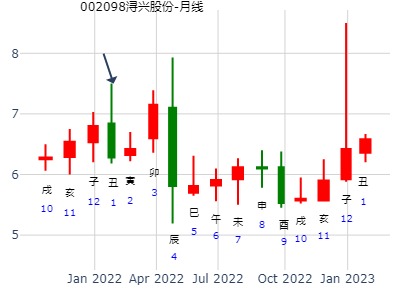 002098浔兴股份-月线
8
7
6
5
戌
10
亥
11
子
12
丑
1
寅
2
卯
3
辰
4
巳
5
午
6
未
7
申
8
酉
9
戌
10
亥
11
子
12
丑
1
Jan 2022
Apr 2022
Jul 2022
Oct 2022
Jan 2023